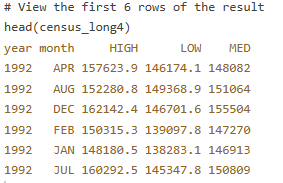 # View the first 6 rows of the result
head(census_long4)
year month HIGH LOW MED
1992 APR 157623.9 146174.1 148082
1992 AUG 152280.8 149368.9 151064
1992 DEC 162142.4 146701.6 155504
1992 FEB 150315.3 139097.8 147270
1992 JAN 148180.5 138283.1 146913
1992 JUL 160292.5 145347.8 150809